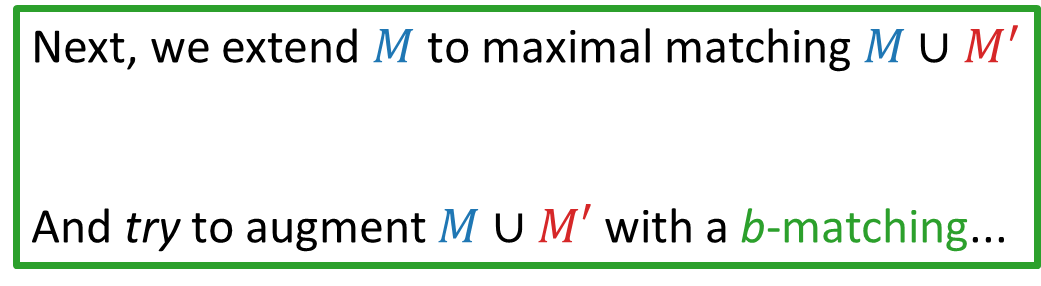 Next, we extend M to maximal matching M ∪ M′
And try to augment M ∪ M′ with a b-matching...